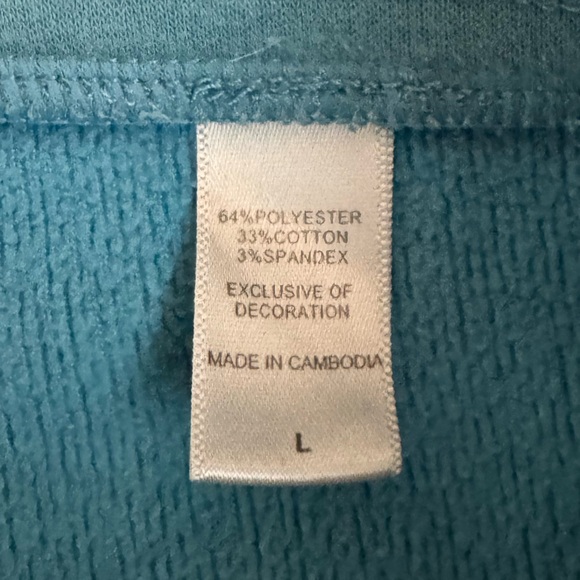 64%POLYESTER
33%COTTON
3%SPANDEX
EXCLUSIVE OF
DECORATION
MADE IN CAMBODIA
L